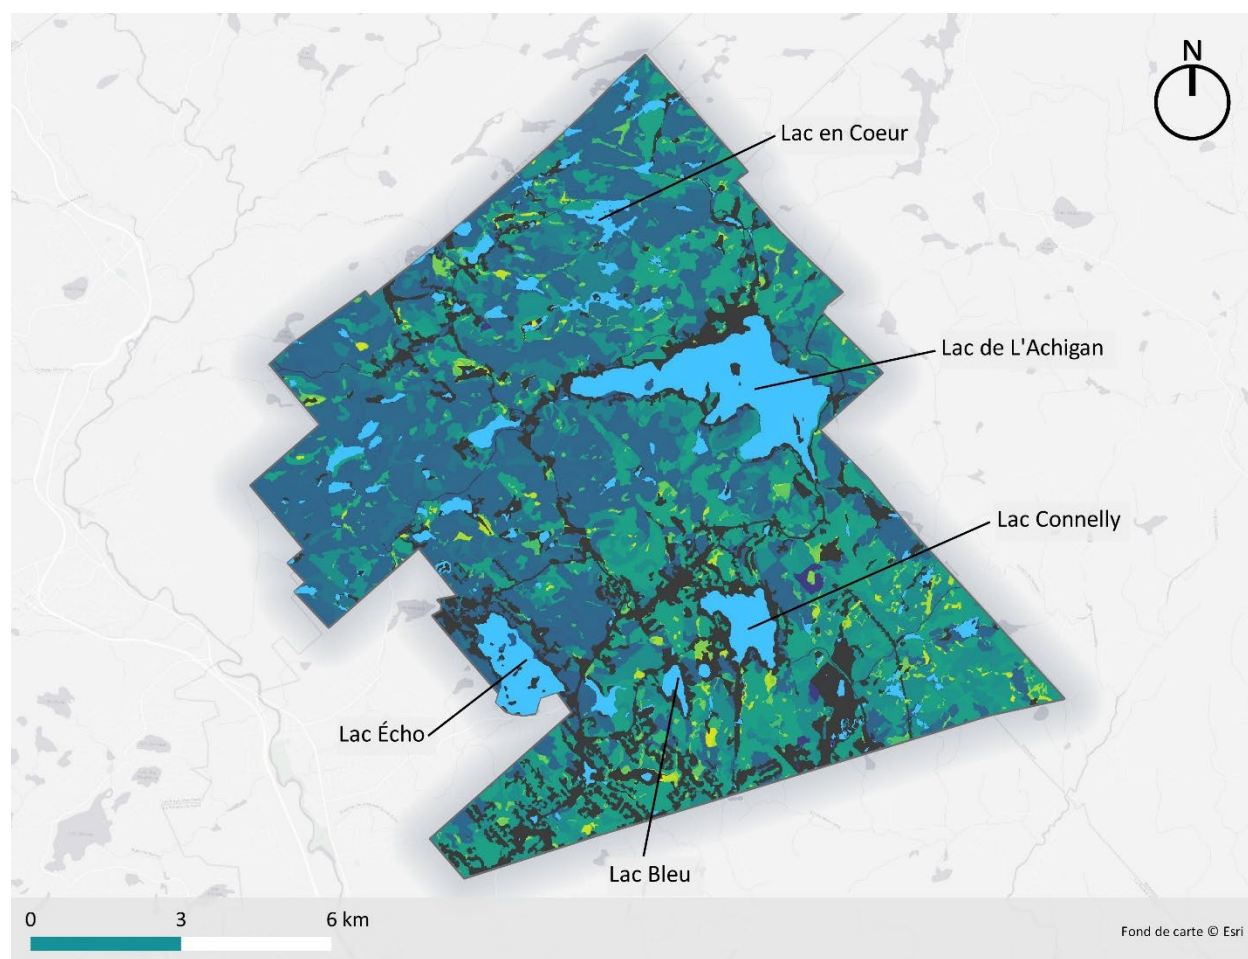 N
Lac en Coeur
Lac de L'Achigan
Lac Connelly
Lac Écho
Lac Bleu
0 3 6 km
Fond de carte © Esri